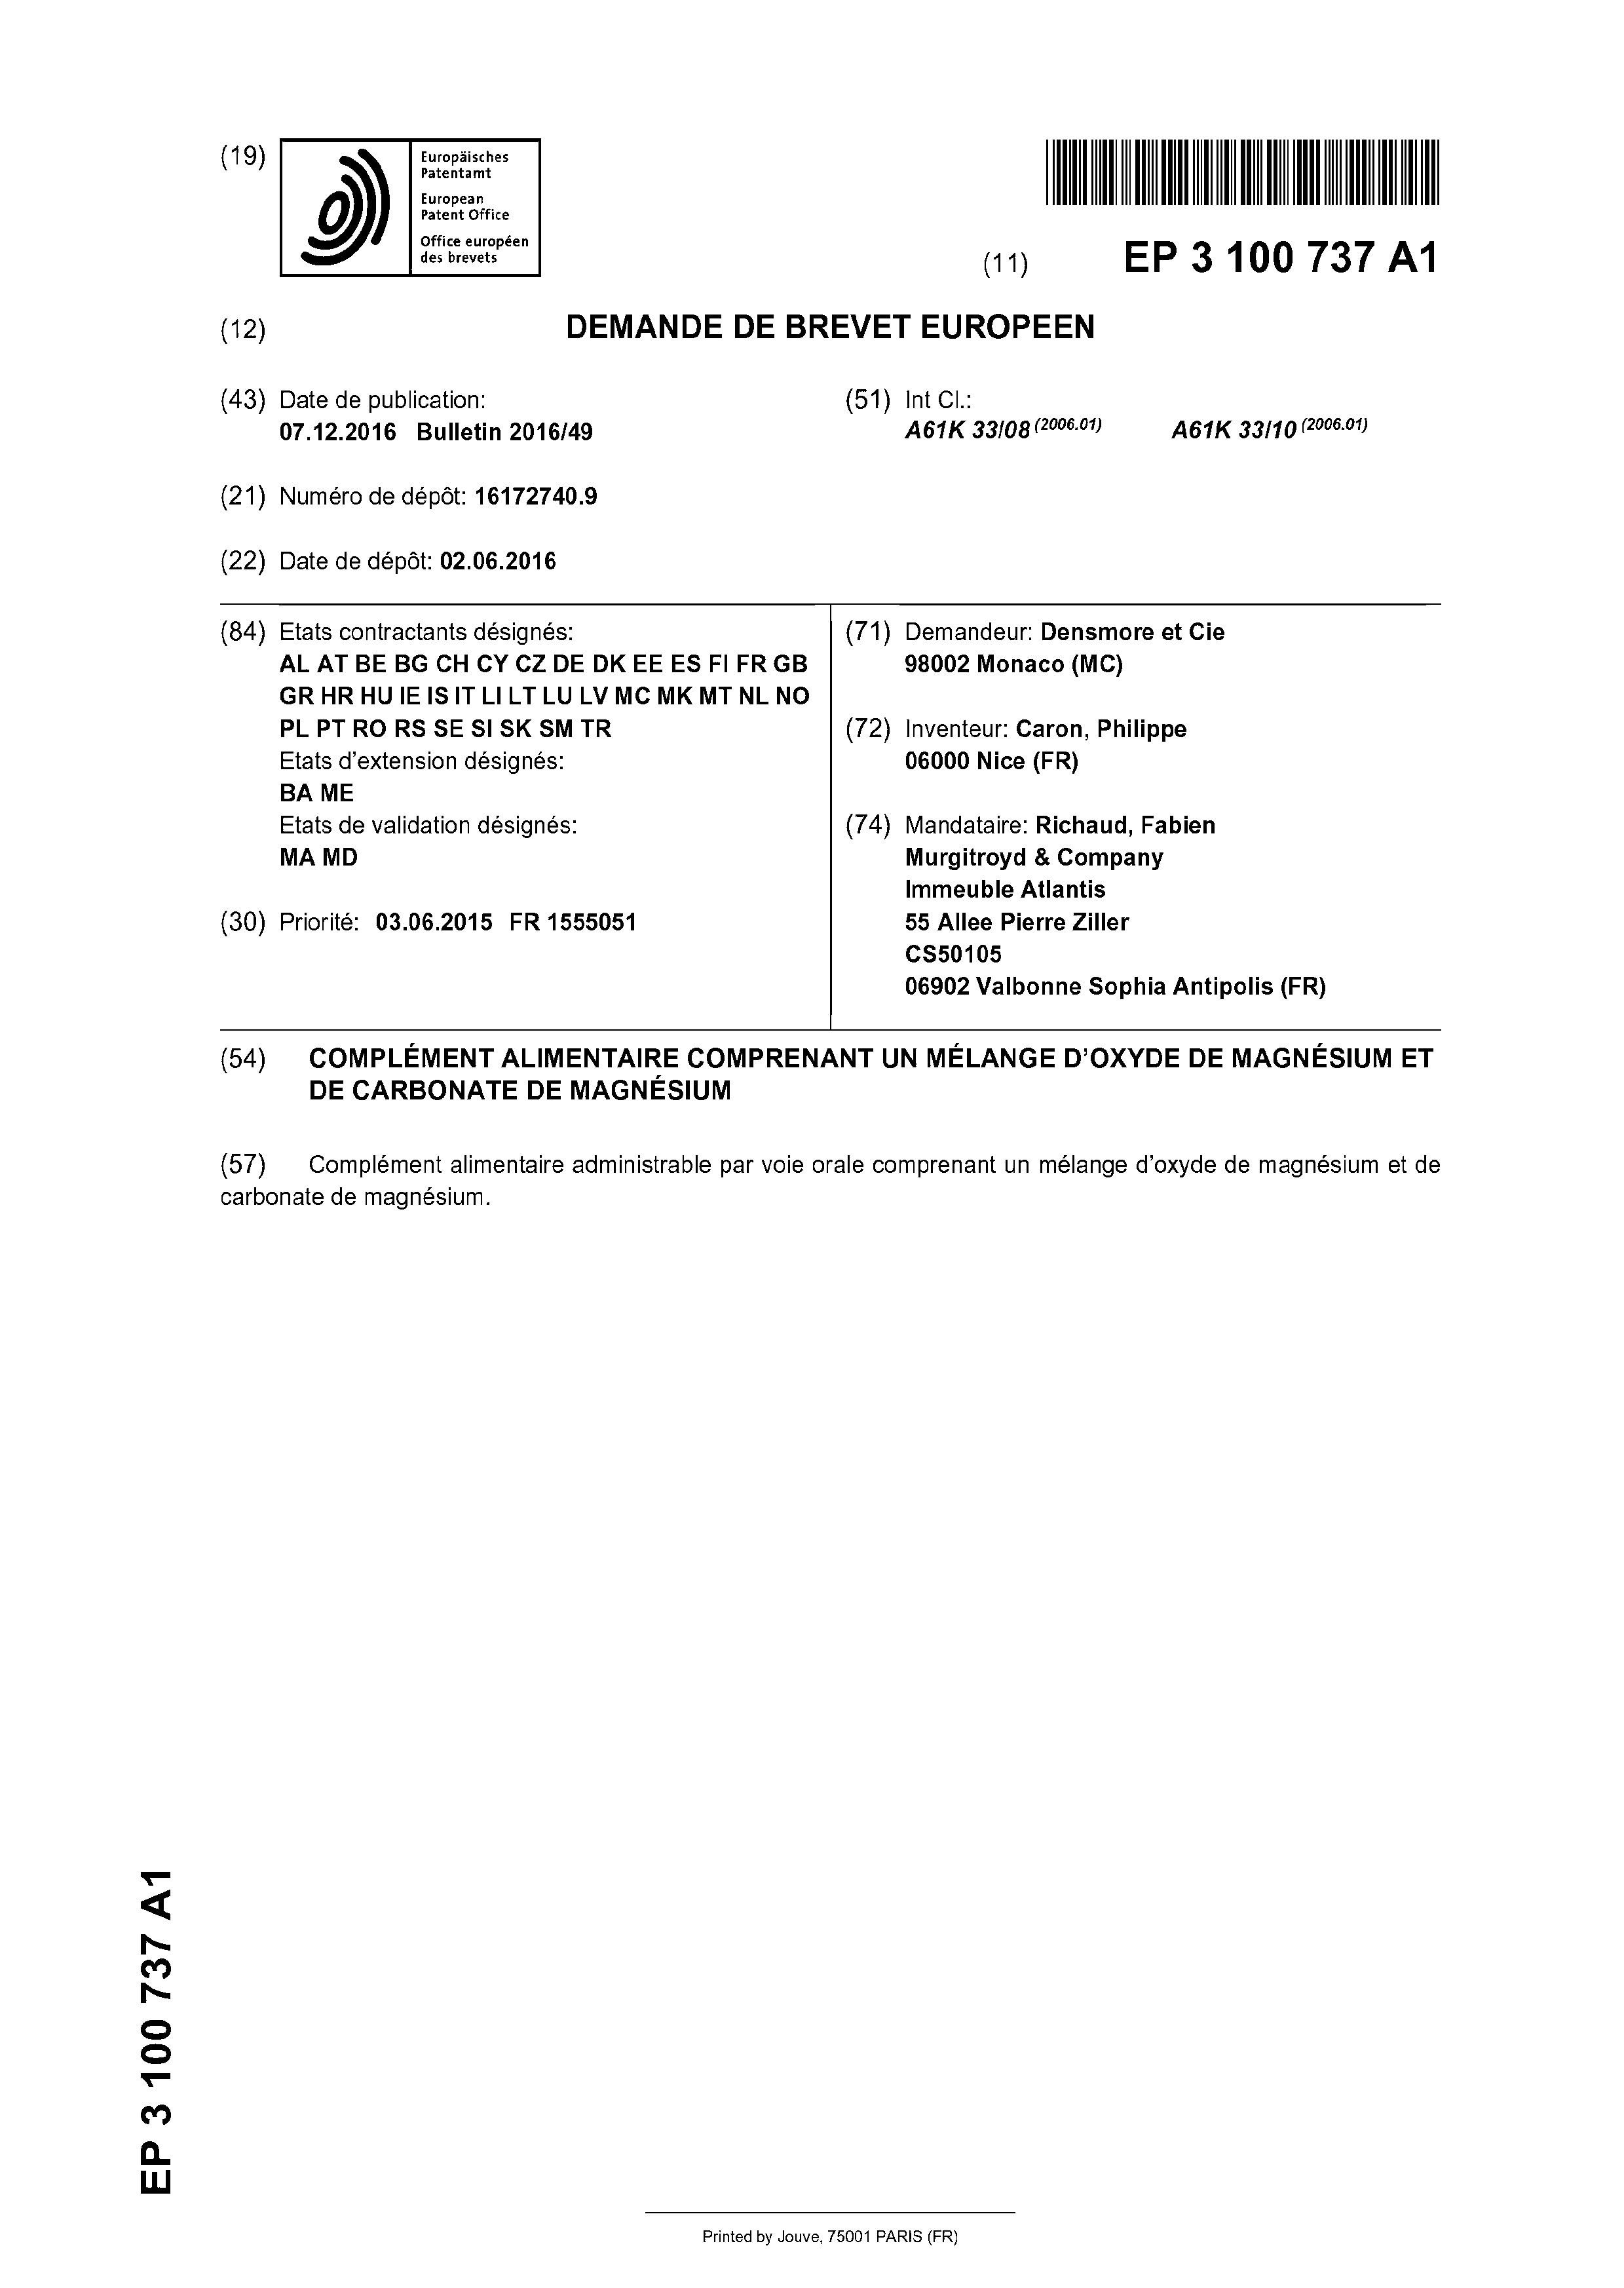 (19)
Europäisches
Patentamt
European
Patent Office
Office européen
des brevets
(11) EP 3 100 737 A1
(12) DEMANDE DE BREVET EUROPEEN
(43) Date de publication:
07.12.2016 Bulletin 2016/49
(51) Int Cl.:
A61K 33/08 (2006.01) A61K 33/10 (2006.01)
(21) Numéro de dépôt: 16172740.9
(22) Date de dépôt: 02.06.2016
(84) Etats contractants désignés:
AL AT BE BG CH CY CZ DE DK EE ES FI FR GB
GR HR HU IE IS IT LI LT LU LV MC MK MT NL NO
PL PT RO RS SE SI SK SM TR
Etats d'extension désignés:
BA ME
Etats de validation désignés:
MA MD
(30) Priorité: 03.06.2015 FR 1555051
(71) Demandeur: Densmore et Cie
98002 Monaco (MC)
(72) Inventeur: Caron, Philippe
06000 Nice (FR)
(74) Mandataire: Richaud, Fabien
Murgitroyd & Company
Immeuble Atlantis
55 Allee Pierre Ziller
CS50105
06902 Valbonne Sophia Antipolis (FR)
(54) COMPLÉMENT ALIMENTAIRE COMPRENANT UN MÉLANGE D'OXYDE DE MAGNÉSIUM ET
DE CARBONATE DE MAGNÉSIUM
(57) Complément alimentaire administrable par voie orale comprenant un mélange d'oxyde de magnésium et de
carbonate de magnésium.
EP 3 100 737 A1
Printed by Jouve, 75001 PARIS (FR)